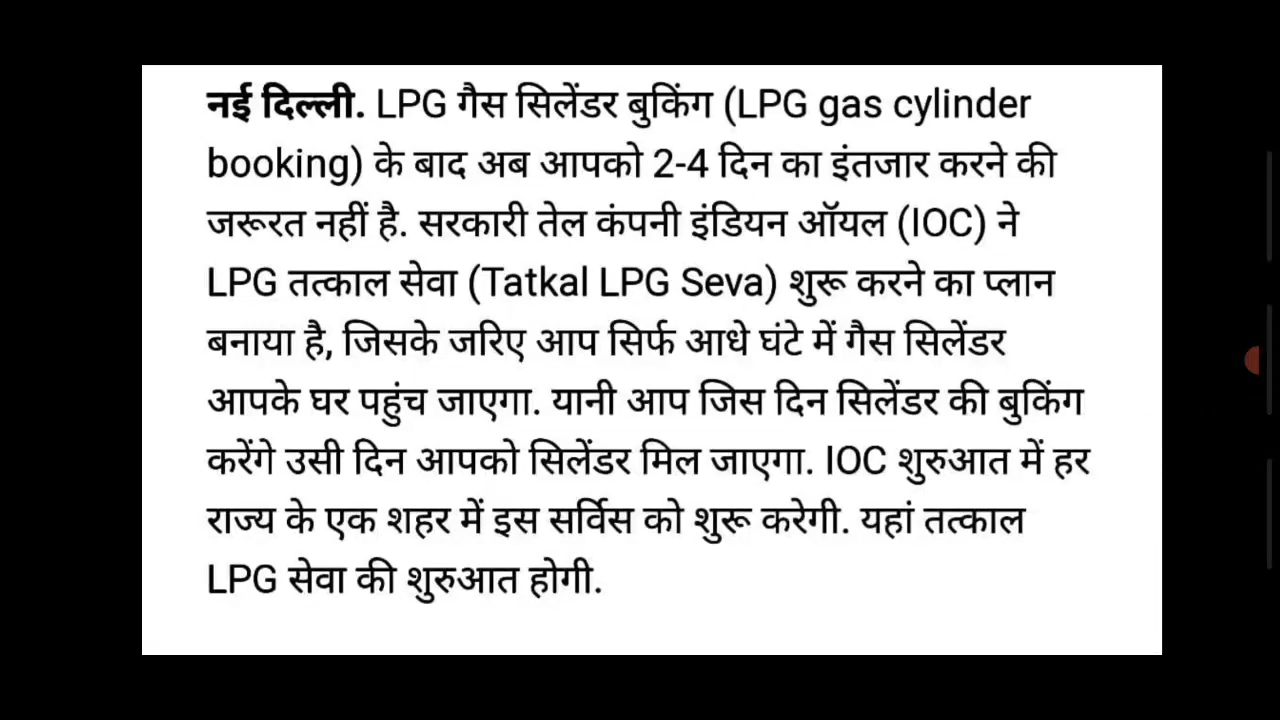 नई दिल्ली. LPG गैस सिलेंडर बुकिंग (LPG gas cylinder
booking) के बाद अब आपको 2-4 दिन का इंतजार करने की
जरूरत नहीं है. सरकारी तेल कंपनी इंडियन ऑयल (IOC) ने
LPG तत्काल सेवा (Tatkal LPG Seva) शुरू करने का प्लान
बनाया है, जिसके जरिए आप सिर्फ आधे घंटे में गैस सिलेंडर
आपके घर पहुंच जाएगा. यानी आप जिस दिन सिलेंडर की बुकिंग
करेंगे उसी दिन आपको सिलेंडर मिल जाएगा. IOC शुरुआत में हर
राज्य के एक शहर में इस सर्विस को शुरू करेगी. यहां तत्काल
LPG सेवा की शुरुआत होगी.